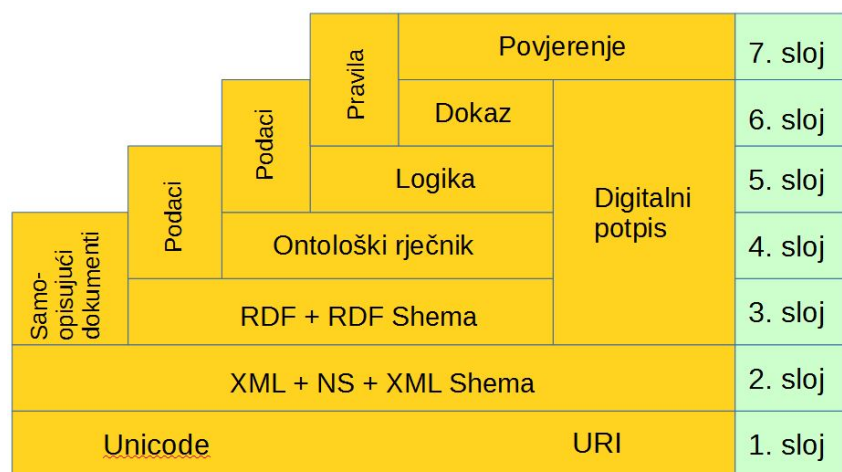 Pravila
Povjerenje
7. sloj
Podaci
Dokaz
6. sloj
Podaci
Logika
Digitalni
potpis
5. sloj
Samo-
opisujući
dokumenti
Ontološki rječnik
4. sloj
RDF + RDF Shema
3. sloj
XML + NS + XML Shema
2. sloj
Unicode
URI
1. sloj